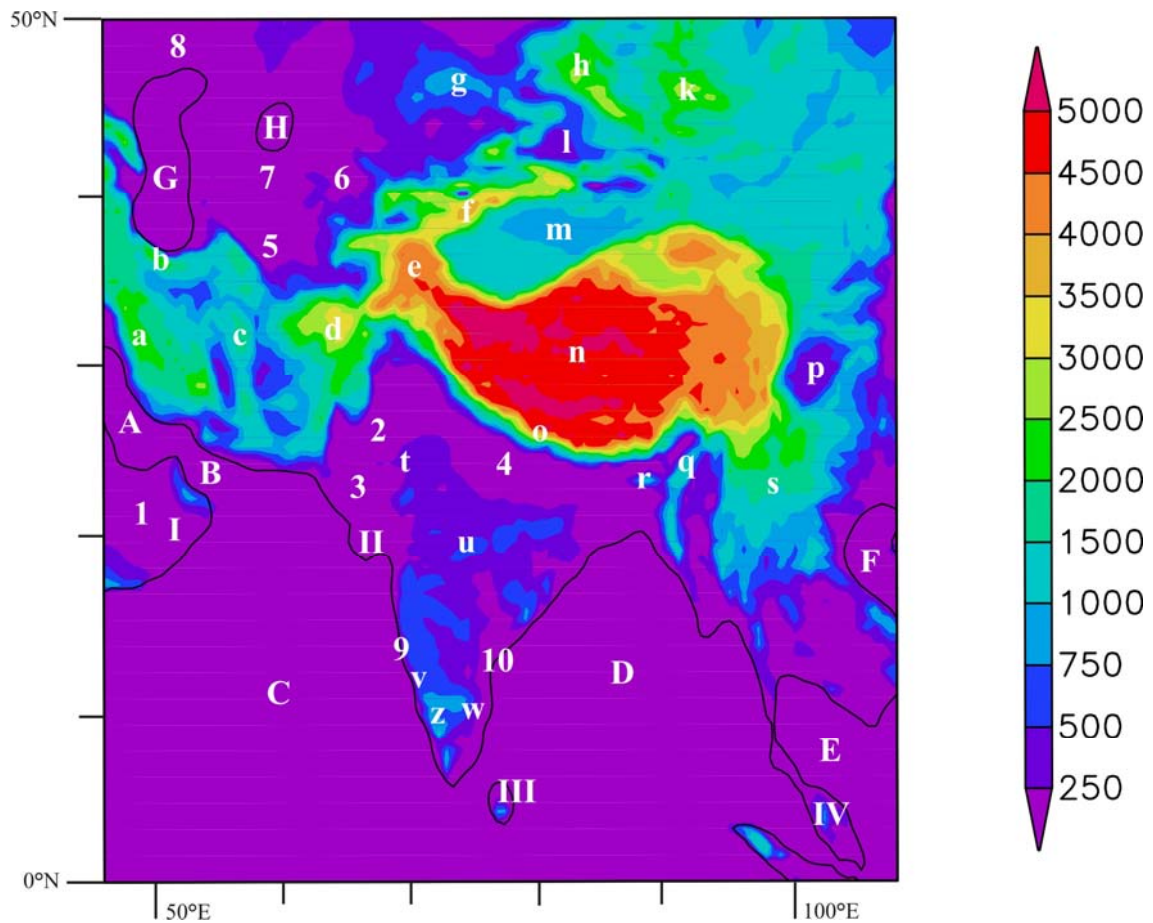 50°N
8
h
g
k
H
l
G
7
6
f
5
m
b
e
a
c
d
n
p
A
2
o
B
t
4
q
3
r
s
1
I
II
u
F
9
10
v
D
C
z
w
E
III
IV
0°N
50°E
100°E
5000
4500
4000
3500
3000
2500
2000
1500
1000
750
500
250